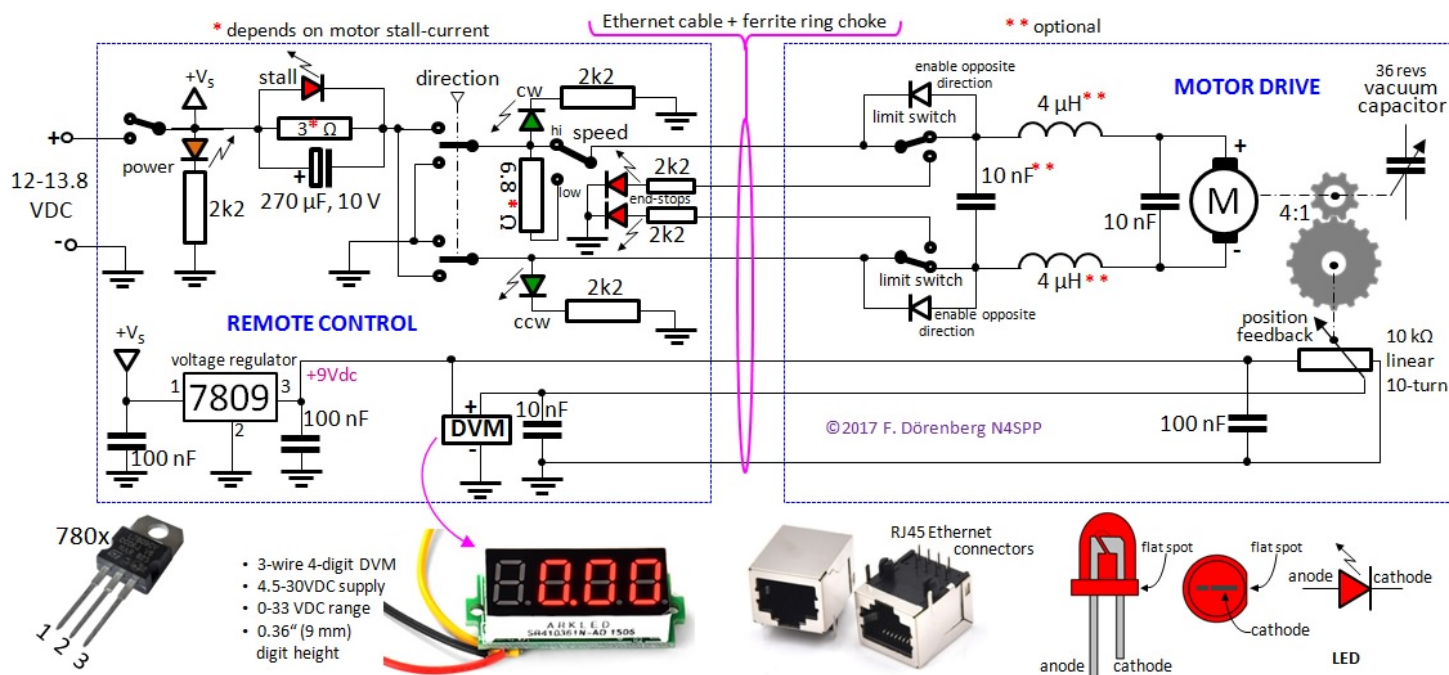 * depends on motor stall-current
Ethernet cable + ferrite ring choke
** optional
+Vs
stall
direction
cw
2k2
enable opposite
direction
MOTOR DRIVE
36 revs
vacuum
capacitor
4 µH**
limit switch
+
3* Ω
hi
speed
power
12-13.8
VDC
270 µF, 10 V
+
2k2
6.8
Ω*
low
2k2
end-stops
2k2
10 nF**
10 nF
+
M
-
4:1
-
limit switch
4 µH**
2k2
ccw
enable opposite
direction
REMOTE CONTROL
position
feedback
10 kΩ
linear
10-turn
+Vs
voltage regulator
+9Vdc
1
7809
3
2
100 nF
100 nF
+
DVM
-
10 nF
©2017 F. Dörenberg N4SPP
100 nF
780x
1
2
3
• 3-wire 4-digit DVM
• 4.5-30VDC supply
• 0-33 VDC range
• 0.36“ (9 mm)
digit height
0.00
ARKLED
SR410361N-AO 1505
RJ45 Ethernet
connectors
flat spot
anode
cathode
flat spot
cathode
anode
cathode
LED